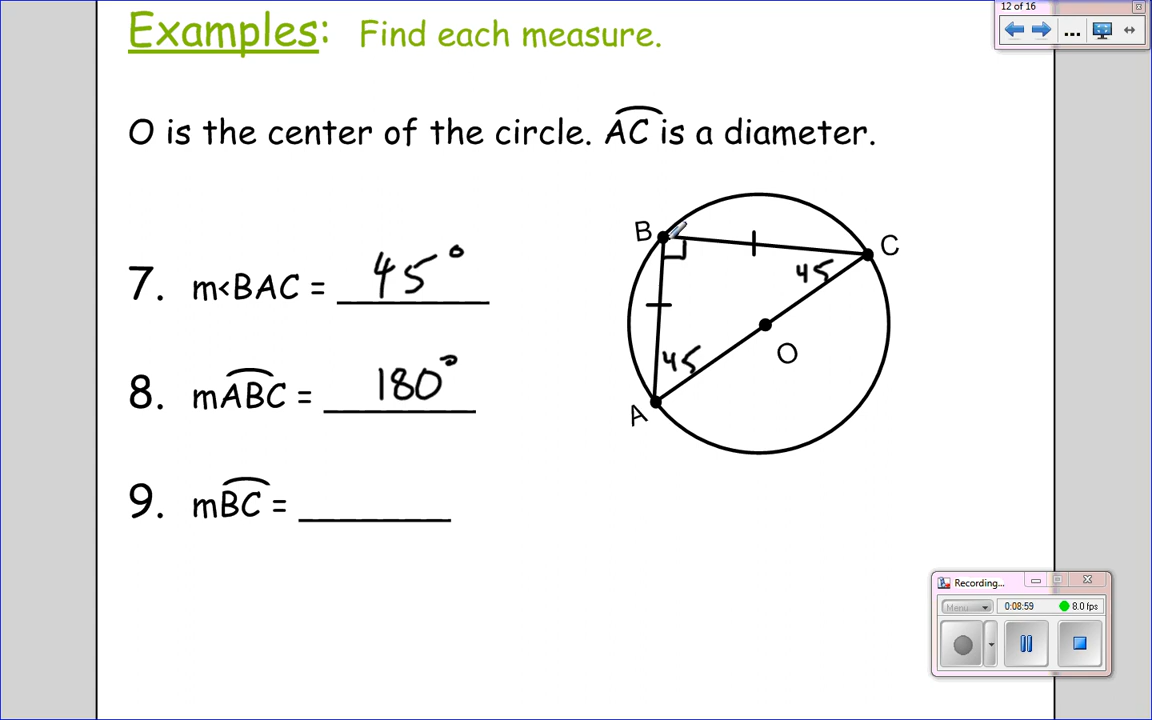 12 of 16
Examples: Find each measure.
O is the center of the circle. AC is a diameter.
B
C
45
7. m<BAC = 45°
O
45
8. mABC = 180°
A
9. mBC =
Recording...
Menu
0:08:59
8.0 fps